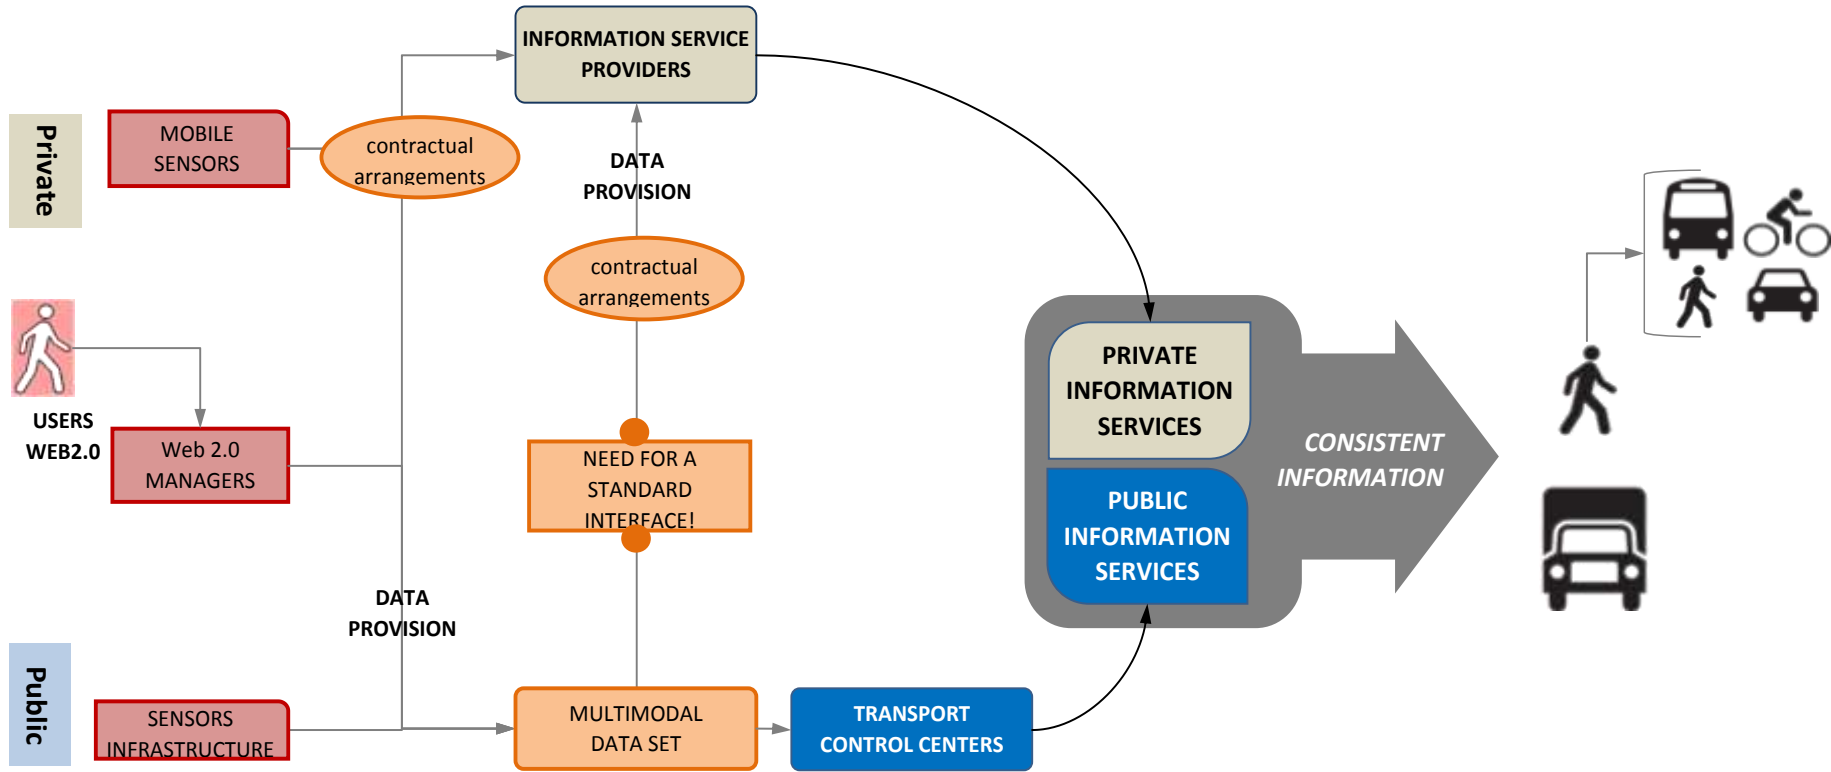 INFORMATION SERVICE
PROVIDERS
Private
MOBILE
SENSORS
contractual
arrangements
DATA
PROVISION
contractual
arrangements
USERS
WEB2.0
Web 2.0
MANAGERS
NEED FOR A
STANDARD
INTERFACE!
PRIVATE
INFORMATION
SERVICES
CONSISTENT
INFORMATION
PUBLIC
INFORMATION
SERVICES
DATA
PROVISION
Public
SENSORS
INFRASTRUCTURE
MULTIMODAL
DATA SET
TRANSPORT
CONTROL CENTERS